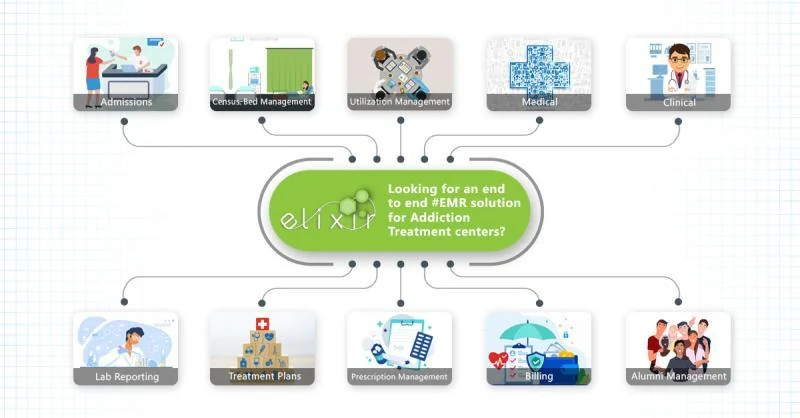 Admissions
Census-Bed Management
Utilization Management
Medical
Clinical
elixir
Looking for an end
to end #EMR solution
for Addiction
Treatment centers?
Lab Reporting
Treatment Plans
Prescription Management
Billing
Alumni Management